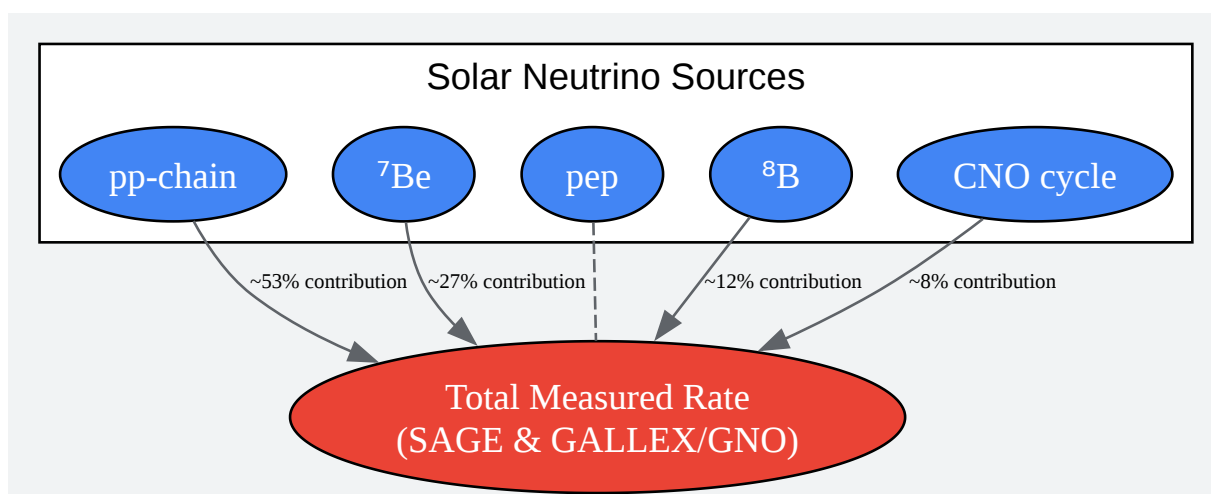 Solar Neutrino Sources
pp-chain
⁷Be
pep
⁸B
CNO cycle
~53% contribution
~27% contribution
~12% contribution
~8% contribution
Total Measured Rate
(SAGE & GALLEX/GNO)